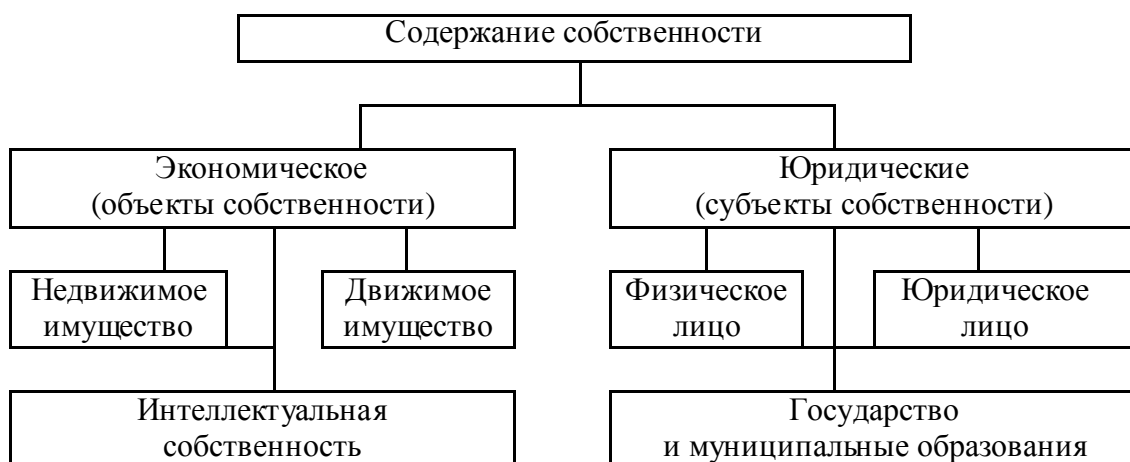 Содержание собственности
Экономическое
(объекты собственности)
Юридические
(субъекты собственности)
Недвижимое
имущество
Движимое
имущество
Физическое
лицо
Юридическое
лицо
Интеллектуальная
собственность
Государство
и муниципальные образования